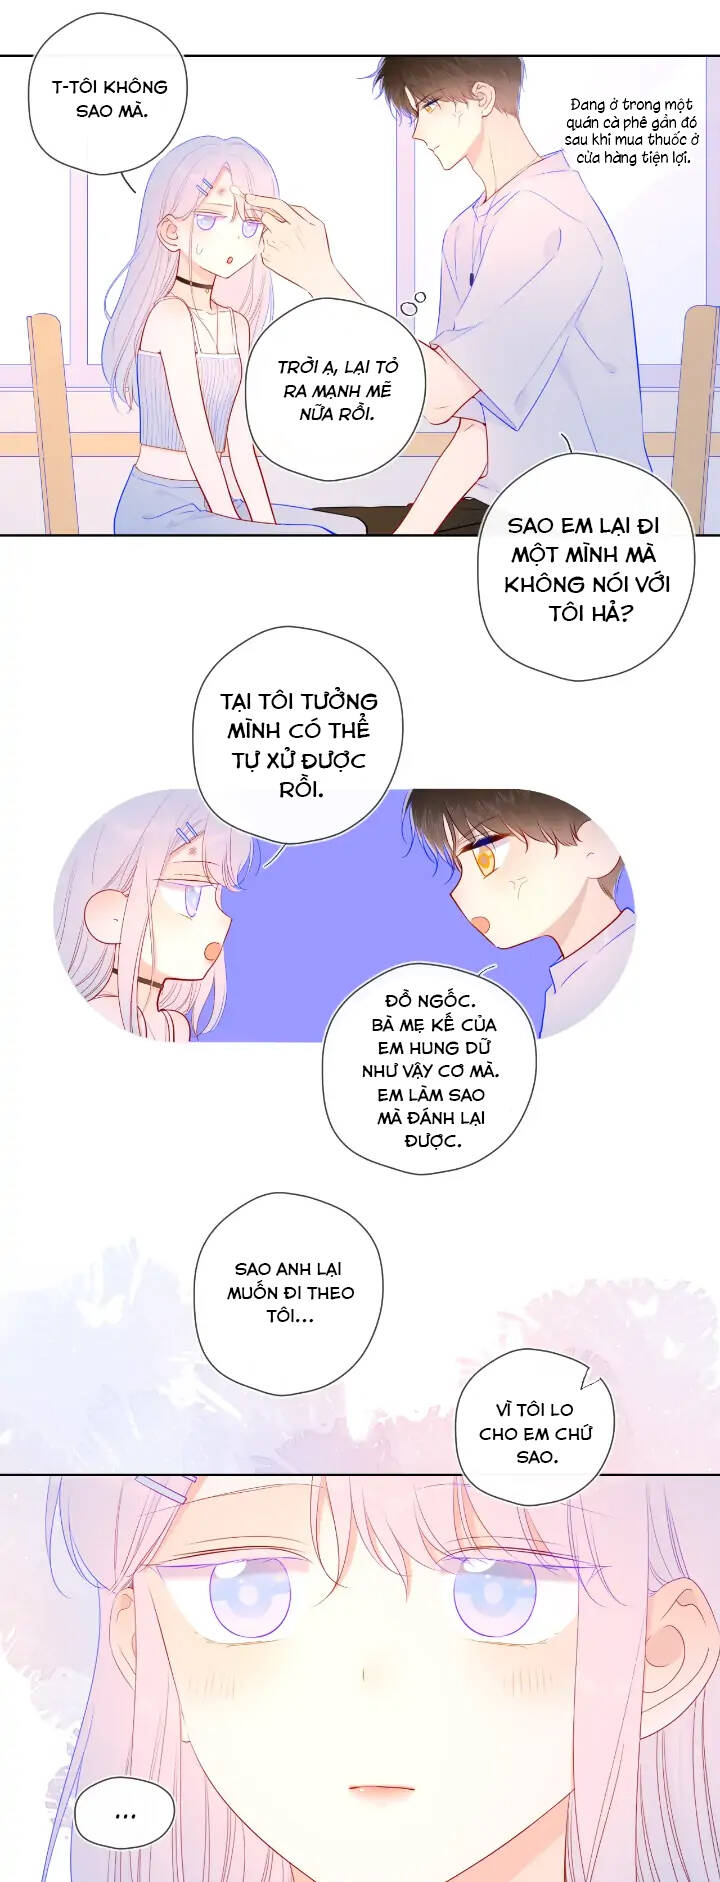 T-TÔI KHÔNG
SAO MÀ.
Đang ở trong một
quán cà phê gần đó
sau khi mua thuốc ở
cửa hàng tiện lợi.
TRỜI Ạ, LẠI TỎ
RA MẠNH MẼ
NỮA RỒI.
SAO EM LẠI ĐI
MỘT MÌNH MÀ
KHÔNG NÓI VỚI
TÔI HẢ?
TẠI TÔI TƯỞNG
MÌNH CÓ THỂ
TỰ XỬ ĐƯỢC
RỒI.
ĐỒ NGỐC.
BÀ MẸ KẾ CỦA
EM HUNG DỮ
NHƯ VẬY CƠ MÀ.
EM LÀM SAO
MÀ ĐÁNH LẠI
ĐƯỢC.
SAO ANH LẠI
MUỐN ĐI THEO
TÔI...
VÌ TÔI LO
CHO EM CHỨ
SAO.
...